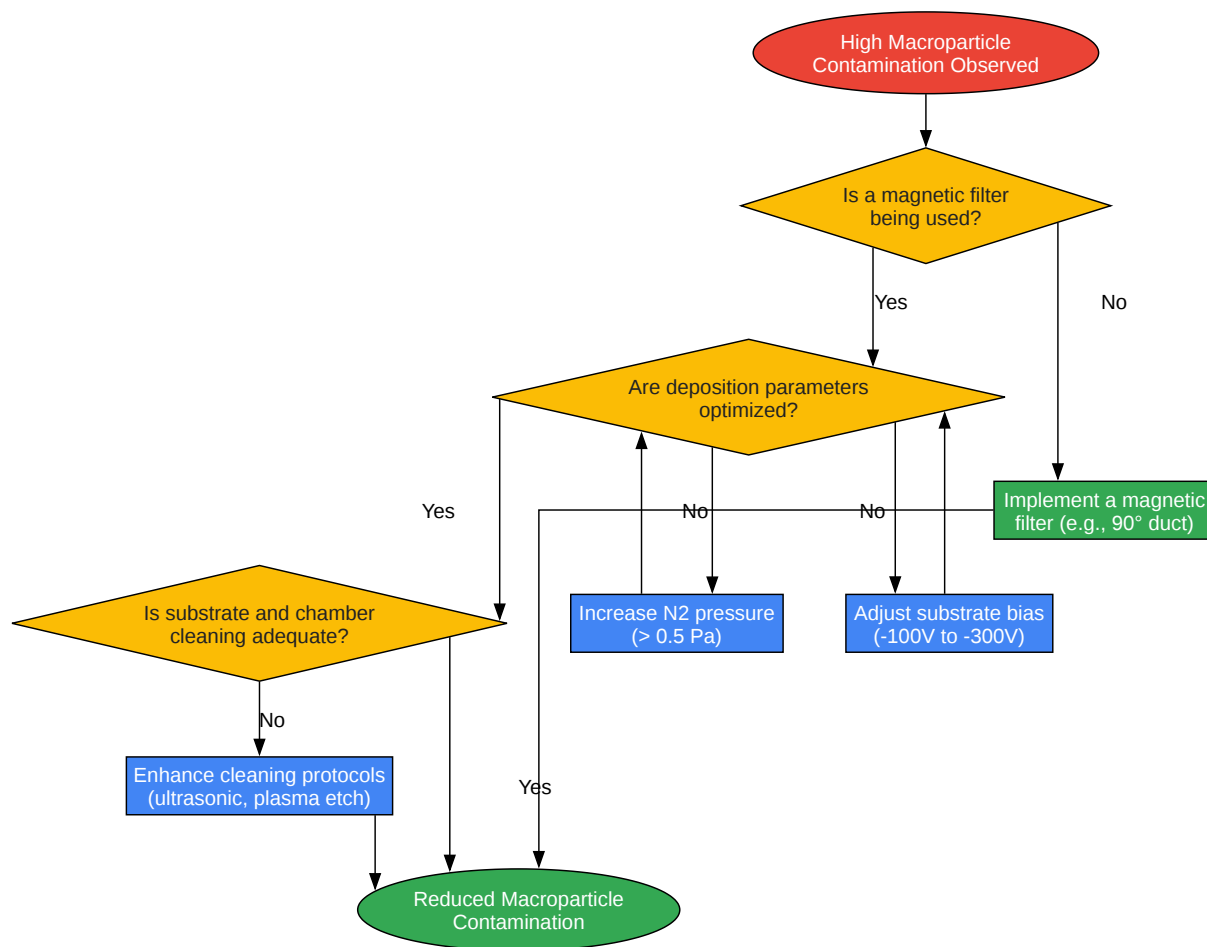 High Macroparticle
Contamination Observed
Is a magnetic filter
being used?
Yes
No
Are deposition parameters
optimized?
Implement a magnetic
filter (e.g., 90° duct)
Yes
No
No
Is substrate and chamber
cleaning adequate?
Increase N2 pressure
(> 0.5 Pa)
Adjust substrate bias
(-100V to -300V)
No
Enhance cleaning protocols
(ultrasonic, plasma etch)
Yes
Reduced Macroparticle
Contamination